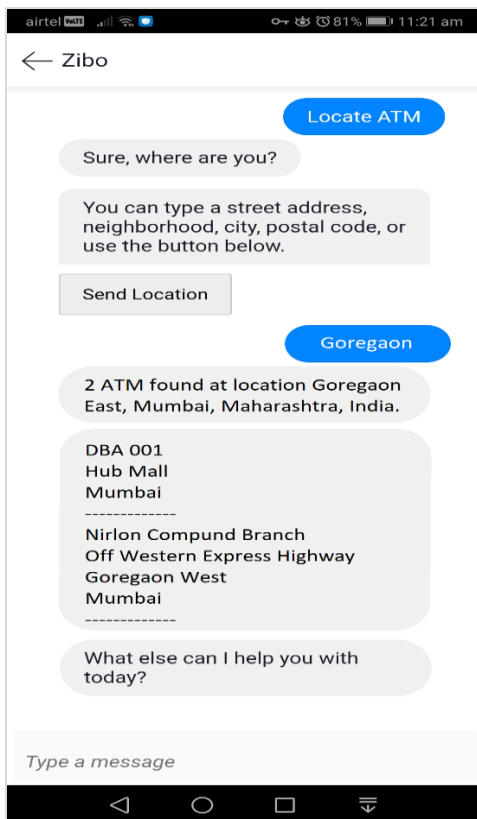 airtel VoLTE 81% 11:21 am
Zibo
Locate ATM
Sure, where are you?
You can type a street address,
neighborhood, city, postal code, or
use the button below.
Send Location
Goregaon
2 ATM found at location Goregaon
East, Mumbai, Maharashtra, India.
DBA 001
Hub Mall
Mumbai
-------------
Nirlon Compund Branch
Off Western Express Highway
Goregaon West
Mumbai
-------------
What else can I help you with
today?
Type a message